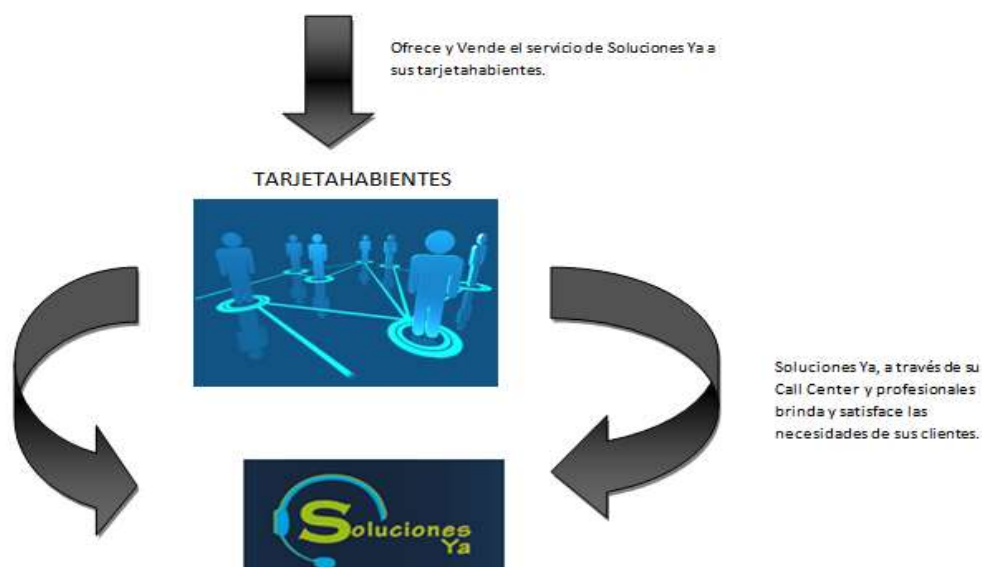 Ofrece y Vende el servicio de Soluciones Ya a
sus tarjetahabientes.
TARJETAHABIENTES
Soluciones Ya, a través de su
Call Center y profesionales
brinda y satisface las
necesidades de sus clientes.
Soluciones
Ya